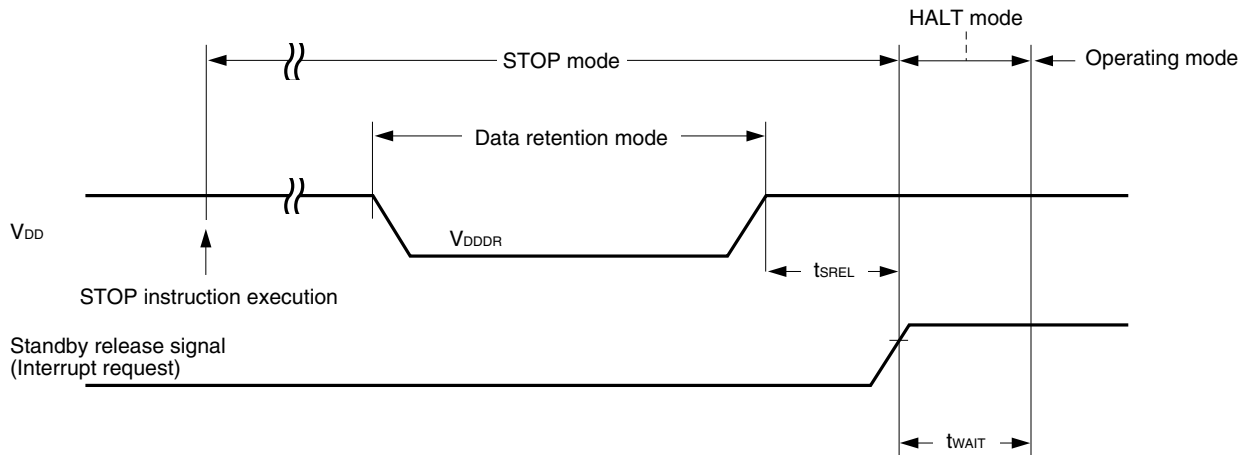 HALT mode
STOP mode
Operating mode
Data retention mode
VDD
VDDDR
tSREL
STOP instruction execution
Standby release signal
(Interrupt request)
tWAIT